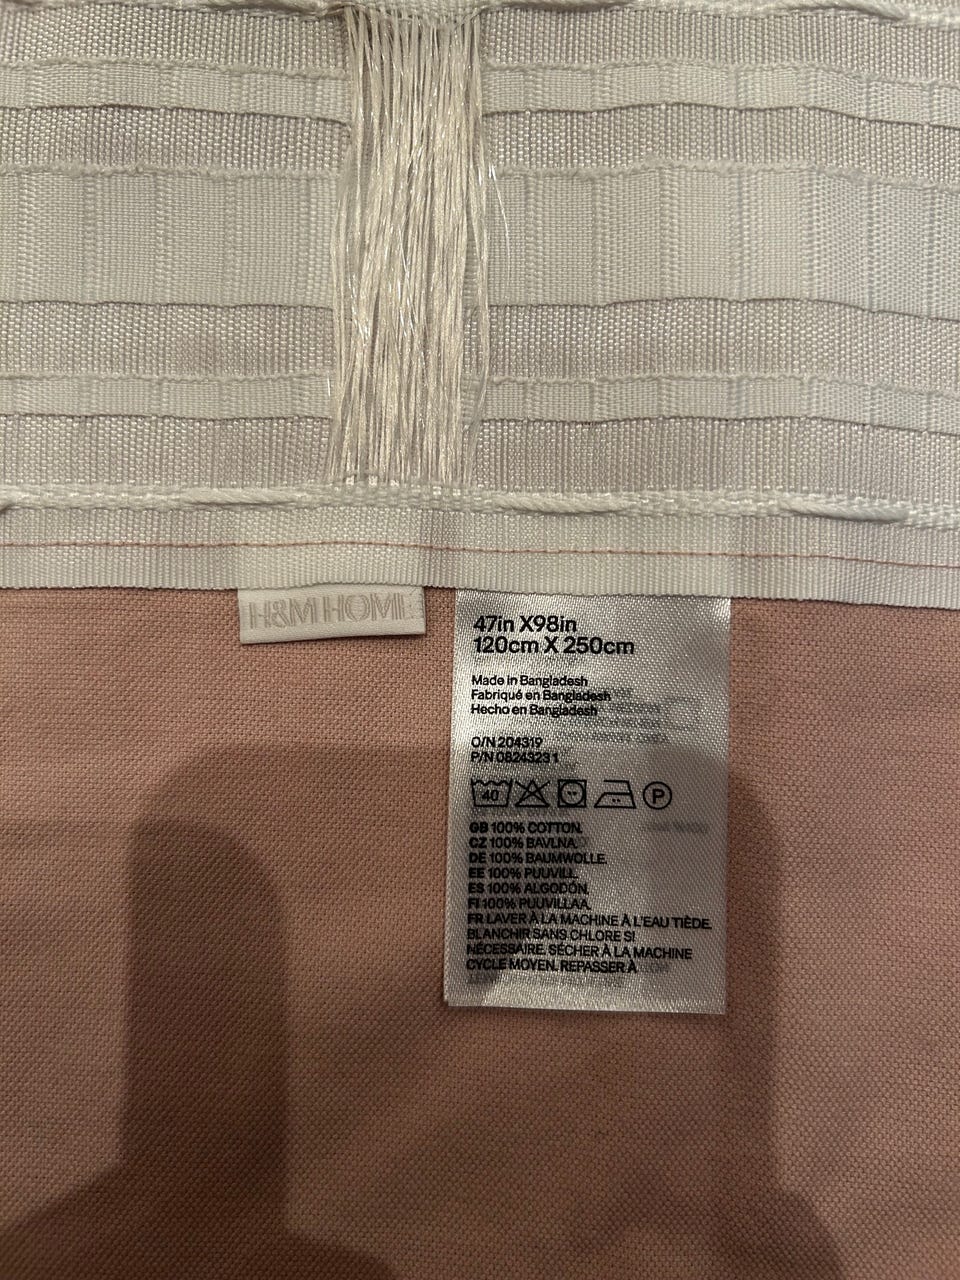 H&M HOME
47in X98in
120cm X 250cm
Made in Bangladesh
Fabriqué en Bangladesh
Hecho en Bangladesh
O/N 204319
P/N 08243231
40 P
GB 100% COTTON.
CZ 100% BAVLNA.
DE 100% BAUMWOLLE.
EE 100% PUUVILL.
ES 100% ALGODÓN.
FI 100% PUUVILLAA.
FR LAVER À LA MACHINE À L'EAU TIÈDE.
BLANCHIR SANS CHLORE SI
NÉCESSAIRE. SÉCHER À LA MACHINE
CYCLE MOYEN. REPASSER À